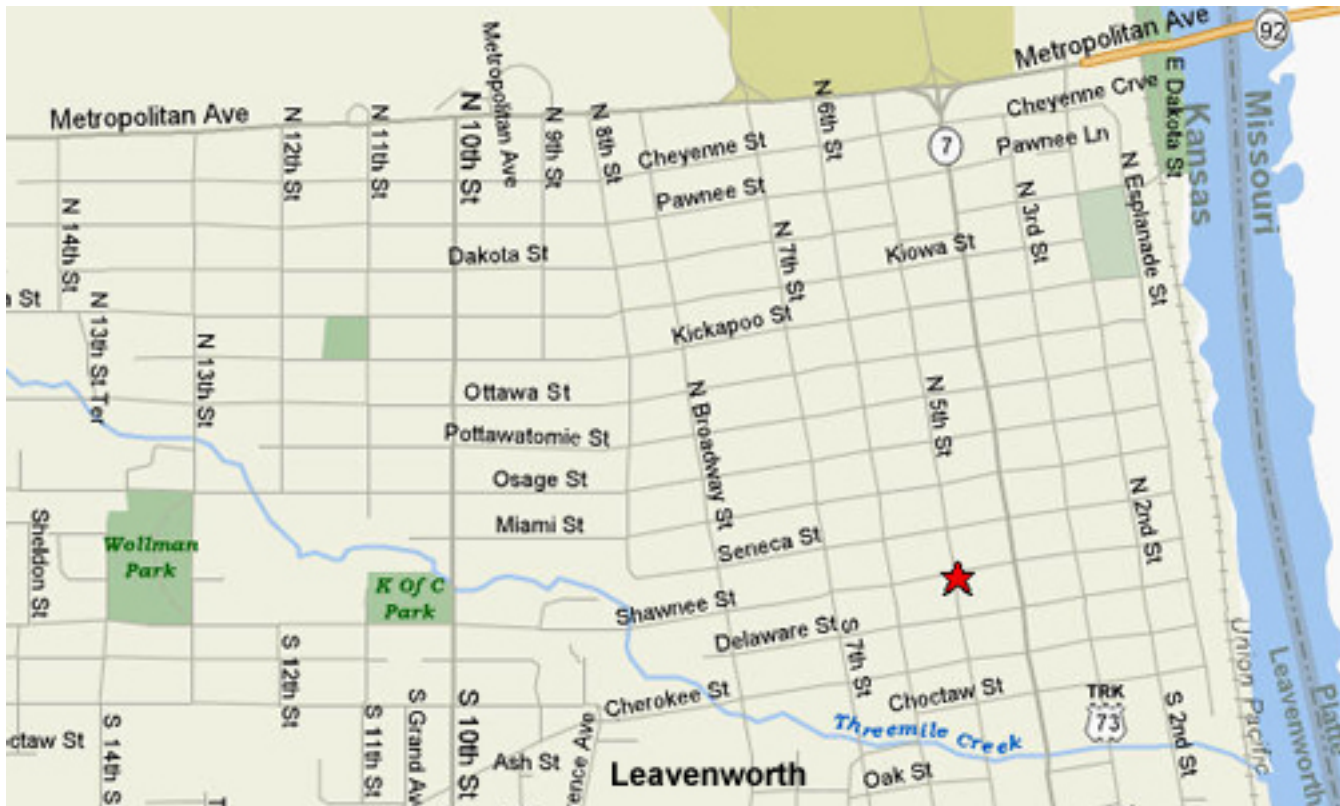 Metropolitan Ave
92
Metropolitan Ave
Metropolitan Ave
Cheyenne Crve
E Dakota St
Kansas
Missouri
N 12th St
N 11th St
N 10th St
N 9th St
N 8th St
N 6th St
Cheyenne St
7
Pawnee Ln
Pawnee St
N Esplanade St
N 3rd St
N 14th St
N 7th St
Dakota St
Kiowa St
a St
N 13th St Ter
N 13th St
Kickapoo St
Ottawa St
N Broadway St
N 5th St
Pottawatomie St
Osage St
N 2nd St
Miami St
Sheldon St
Wollman
Park
Seneca St
K Of C
Park
Shawnee St
Delaware St
S 7th St
Union Pacific
Leavenworth
S 12th St
Cherokee St
Choctaw St
TRK
73
S 2nd St
S 14th S
S 11th St
S Grand Av
S 10th St
Threemile Creek
octaw St
Ash St
ence Ave
Leavenworth
Oak St
Platt
T